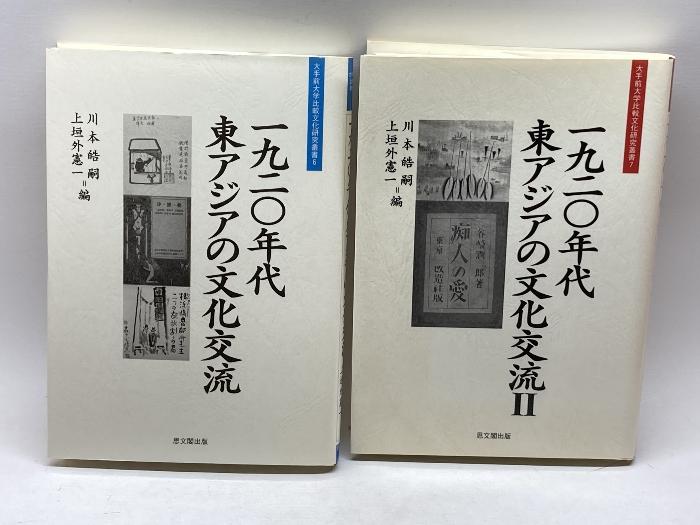 大手前大学比較文化研究叢書6
一九二〇年代
東アジアの文化交流
川本皓嗣
上垣外憲一=編
思文閣出版
大手前大学比較文化研究叢書7
一九二〇年代
東アジアの文化交流II
川本皓嗣
上垣外憲一=編
谷崎潤一郎著
痴人の愛
東京 改造社版
思文閣出版